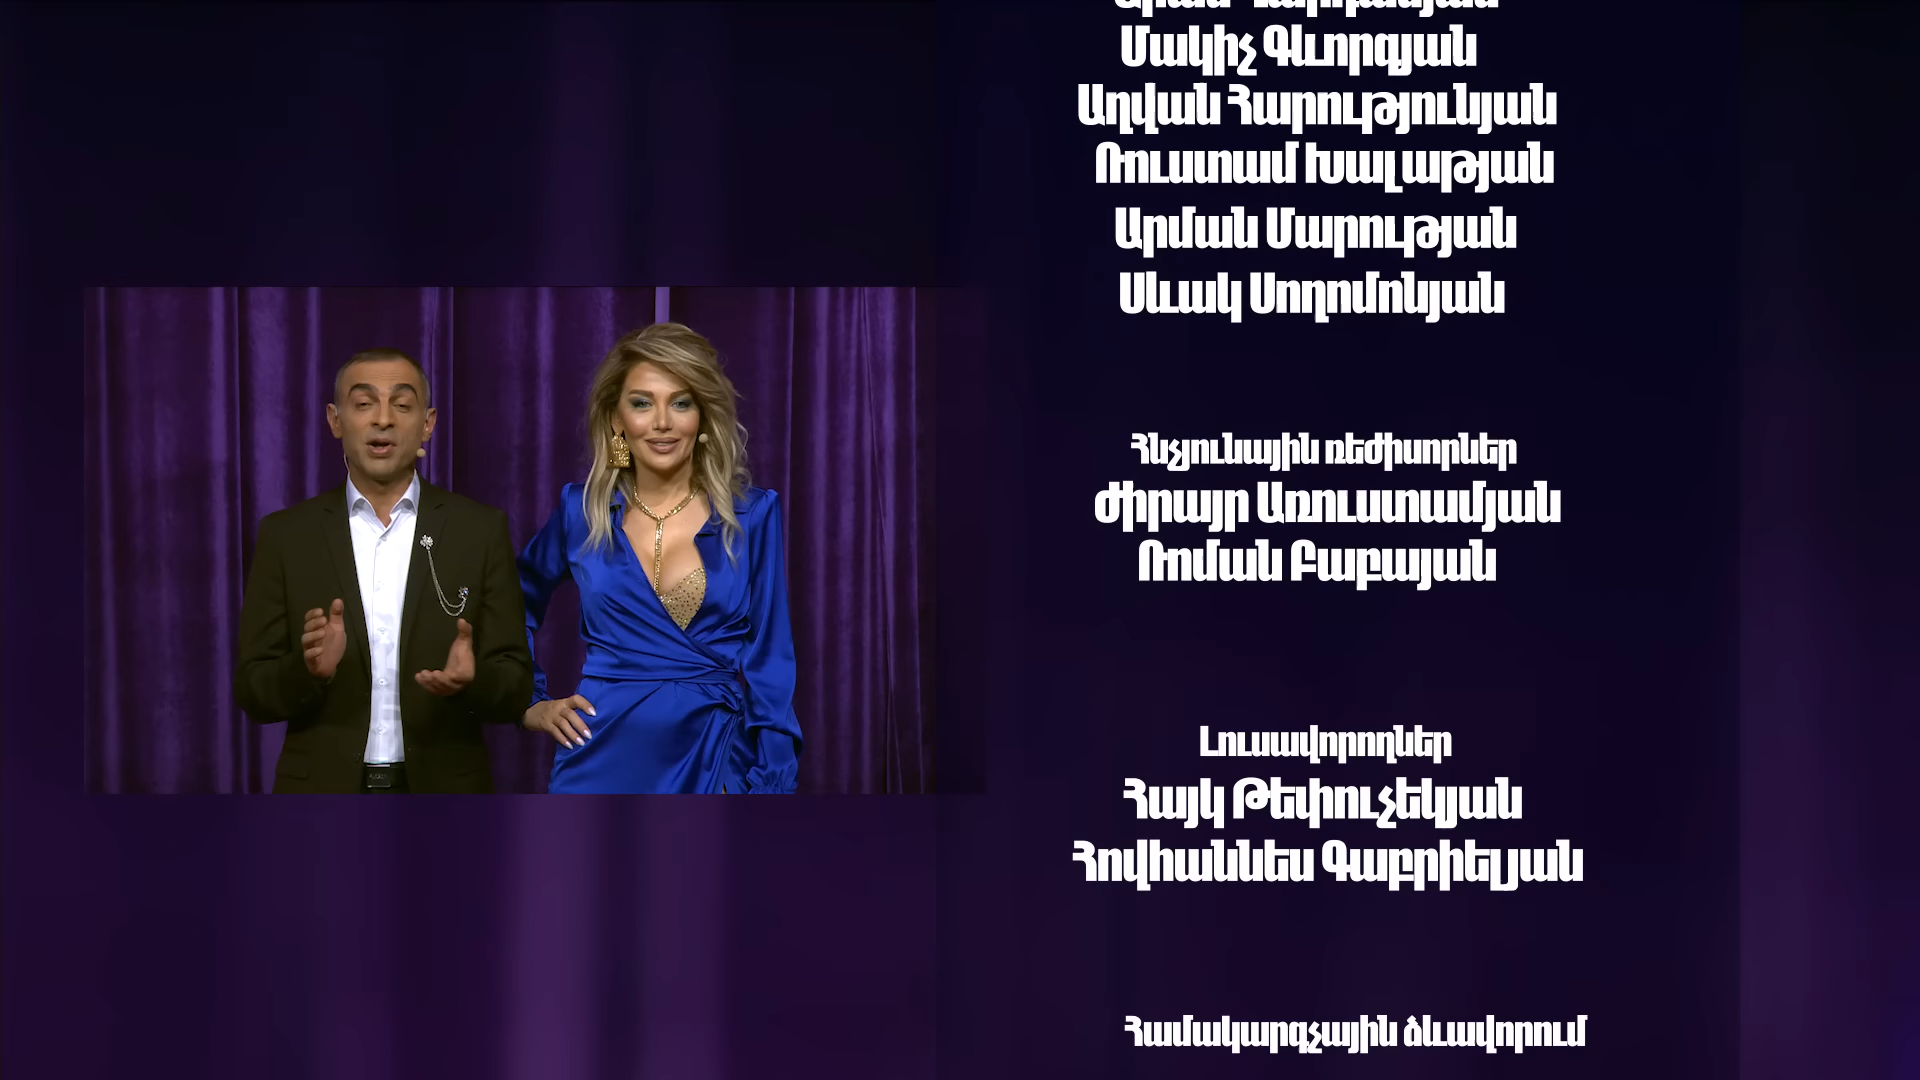 Մակիչ Գևորգյան
Աղվան Հարությունյան
Ռուստամ Խալաթյան
Արման Մարության
Սևակ Սողոմոնյան
Հնչյունային ռեժիսորներ
Ժիրայր Առուստամյան
Ռոման Բաբայան
Լուսավորողներ
Հայկ Թեփուչեկյան
Հովհաննես Գաբրիելյան
Համակարգչային ձևավորում